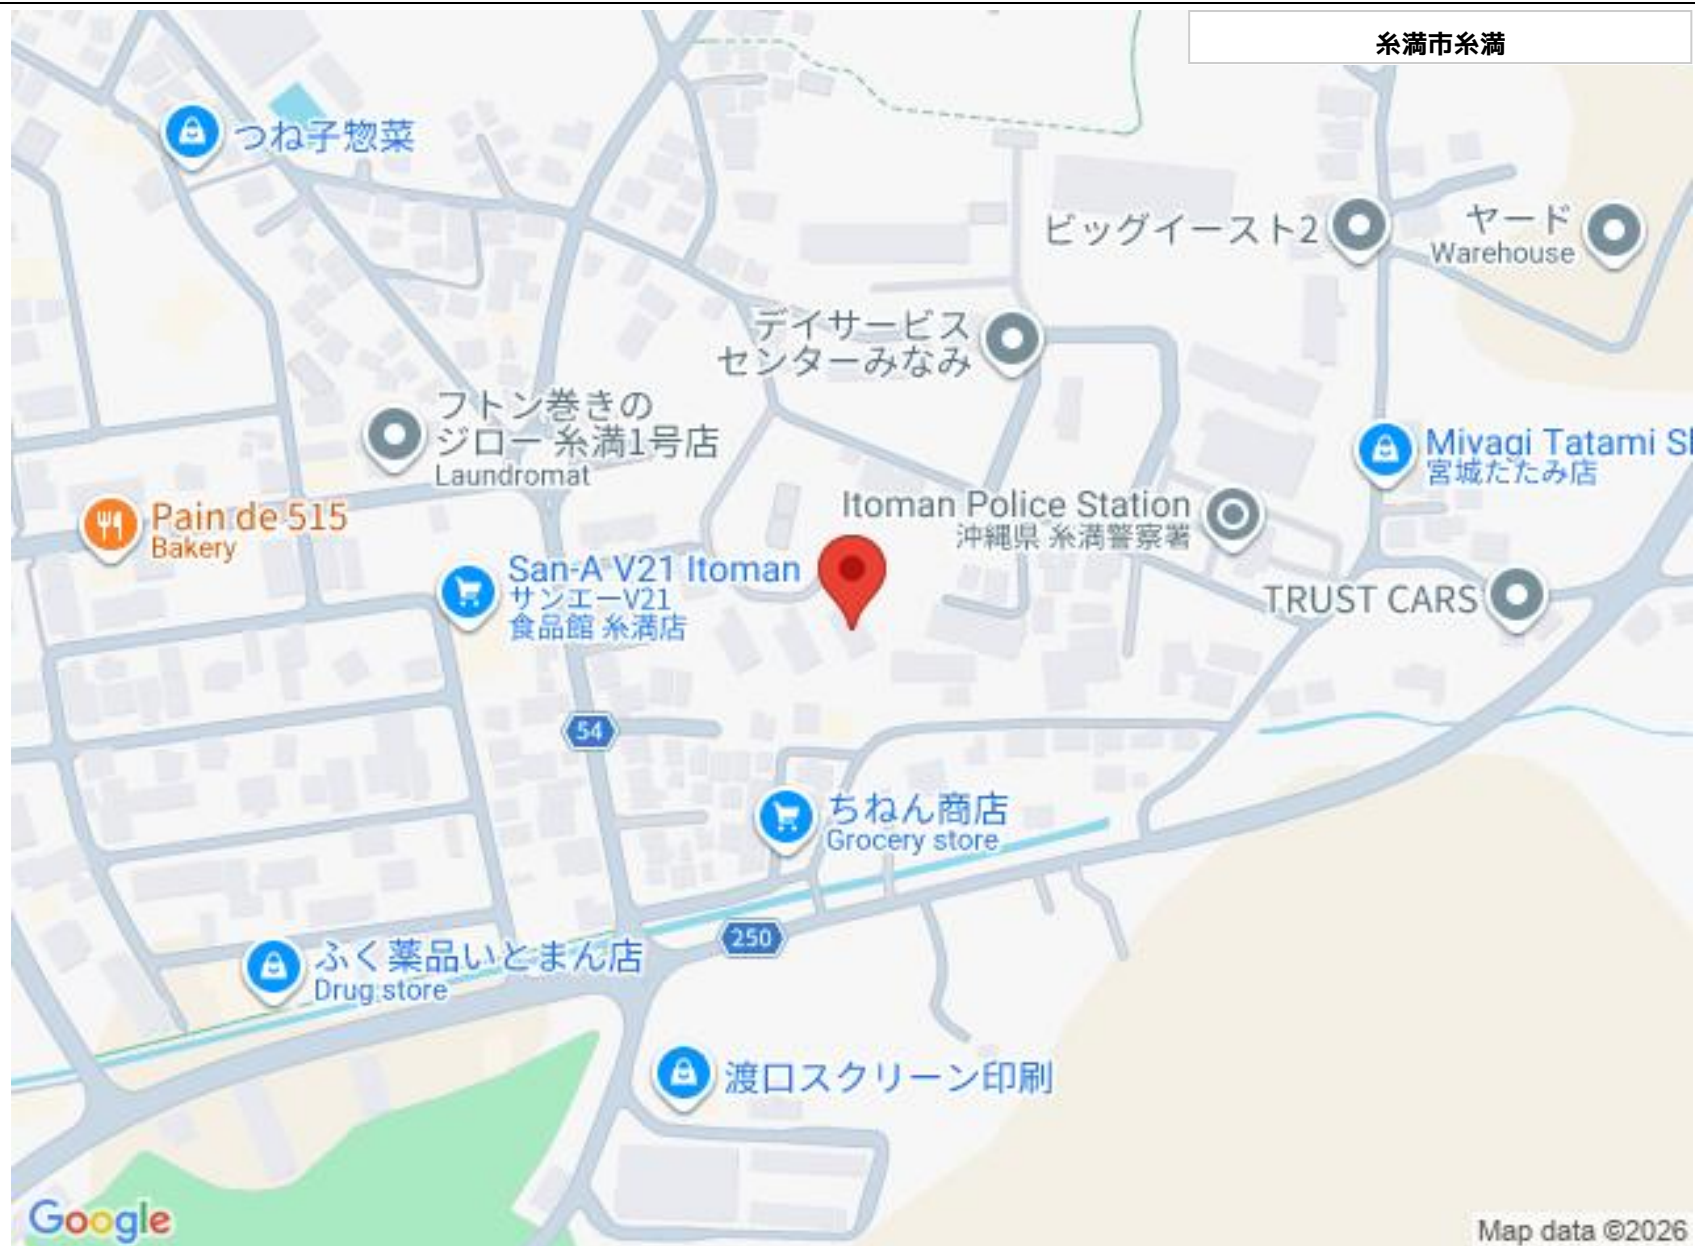 糸満市糸満
つね子惣菜
ビッグイースト2
ヤード
Warehouse
デイサービス
センターみなみ
フトン巻きの
ジロー 糸満1号店
Laundromat
Miyagi Tatami Sl
宮城たたみ店
Itoman Police Station
沖縄県 糸満警察署
Pain de 515
Bakery
San-A V21 Itoman
サンエーV21
食品館 糸満店
TRUST CARS
54
ちねん商店
Grocery store
250
ふく薬品いとまん店
Drug store
渡口スクリーン印刷
Google
Map data ©2026